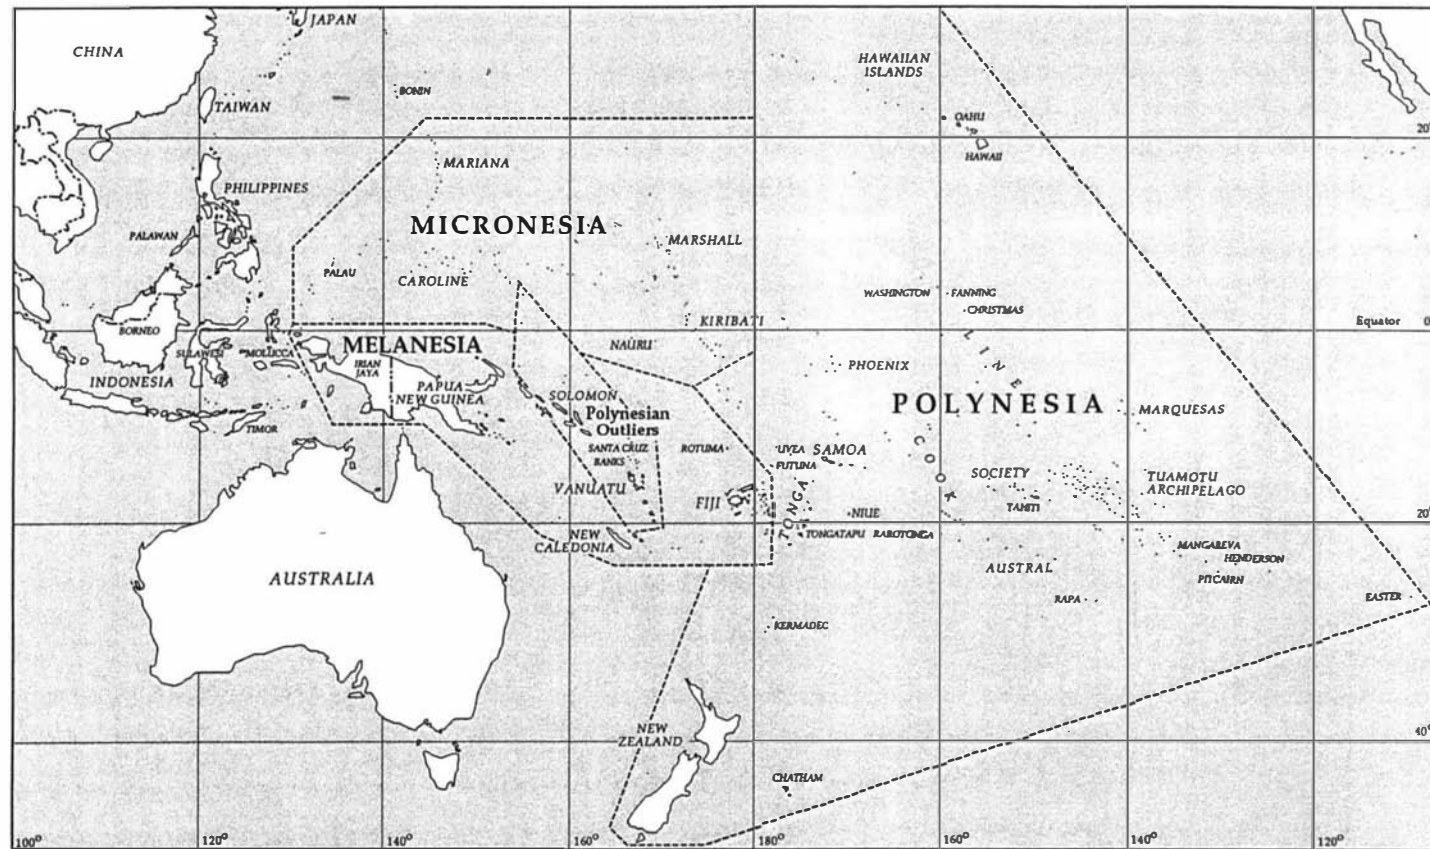 JAPAN
CHINA
HAWAIIAN
ISLANDS
TAIWAN
BONIN
OAHU
20°
HAWAII
MARIANA
PHILIPPINES
MICRONESIA
PALAWAN
MARSHALL
PALAU
CAROLINE
WASHINGTON
FANNING
CHRISTMAS
KIRIBATI
Equator
0°
BORNEO
MELANESIA
NAURU
LINE
SULAWESI
MOLUCCA
IRIAN
JAYA
PHOENIX
INDONESIA
PAPUA
NEW GUINEA
SOLOMON
POLYNESIA
MARQUESAS
Polynesian
Outliers
TIMOR
SANTA CRUZ
BANKS
ROTUMA
UVEA
SAMOA
FUTUNA
COOK
SOCIETY
TUAMOTU
ARCHIPELAGO
VANUATU
FIJI
TONGA
TAHITI
NIUE
20°
NEW
CALEDONIA
TONGATAPU
RAROTONGA
MANGAREVA
HENDERSON
AUSTRALIA
AUSTRAL
PITCAIRN
RAPA
EASTER
KERMADEC
NEW
ZEALAND
40°
CHATHAM
100°
120°
140°
160°
180°
160°
140°
120°